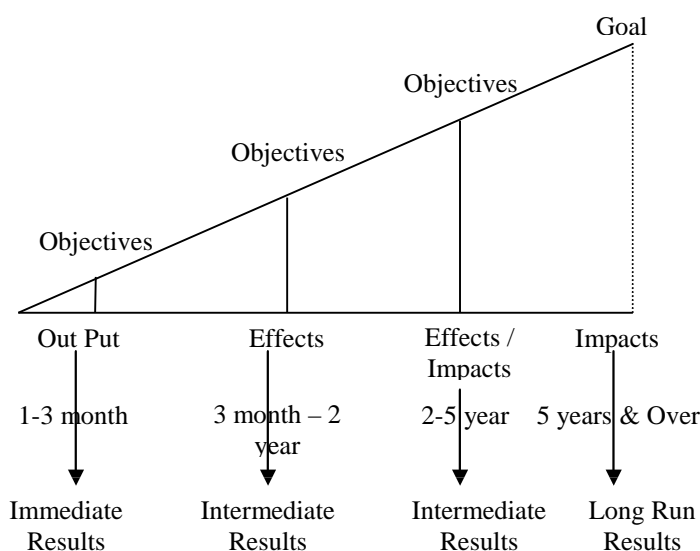 Goal
Objectives
Objectives
Objectives
Out Put
Effects
Effects /
Impacts
Impacts
1-3 month
3 month – 2
year
2-5 year
5 years & Over
Immediate
Results
Intermediate
Results
Intermediate
Results
Long Run
Results